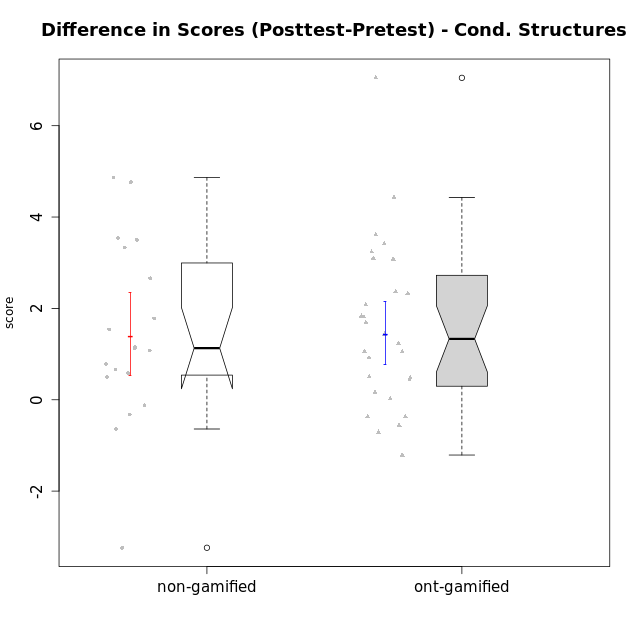 Difference in Scores (Posttest-Pretest) - Cond. Structures
score
6
4
2
0
-2
non-gamified
ont-gamified